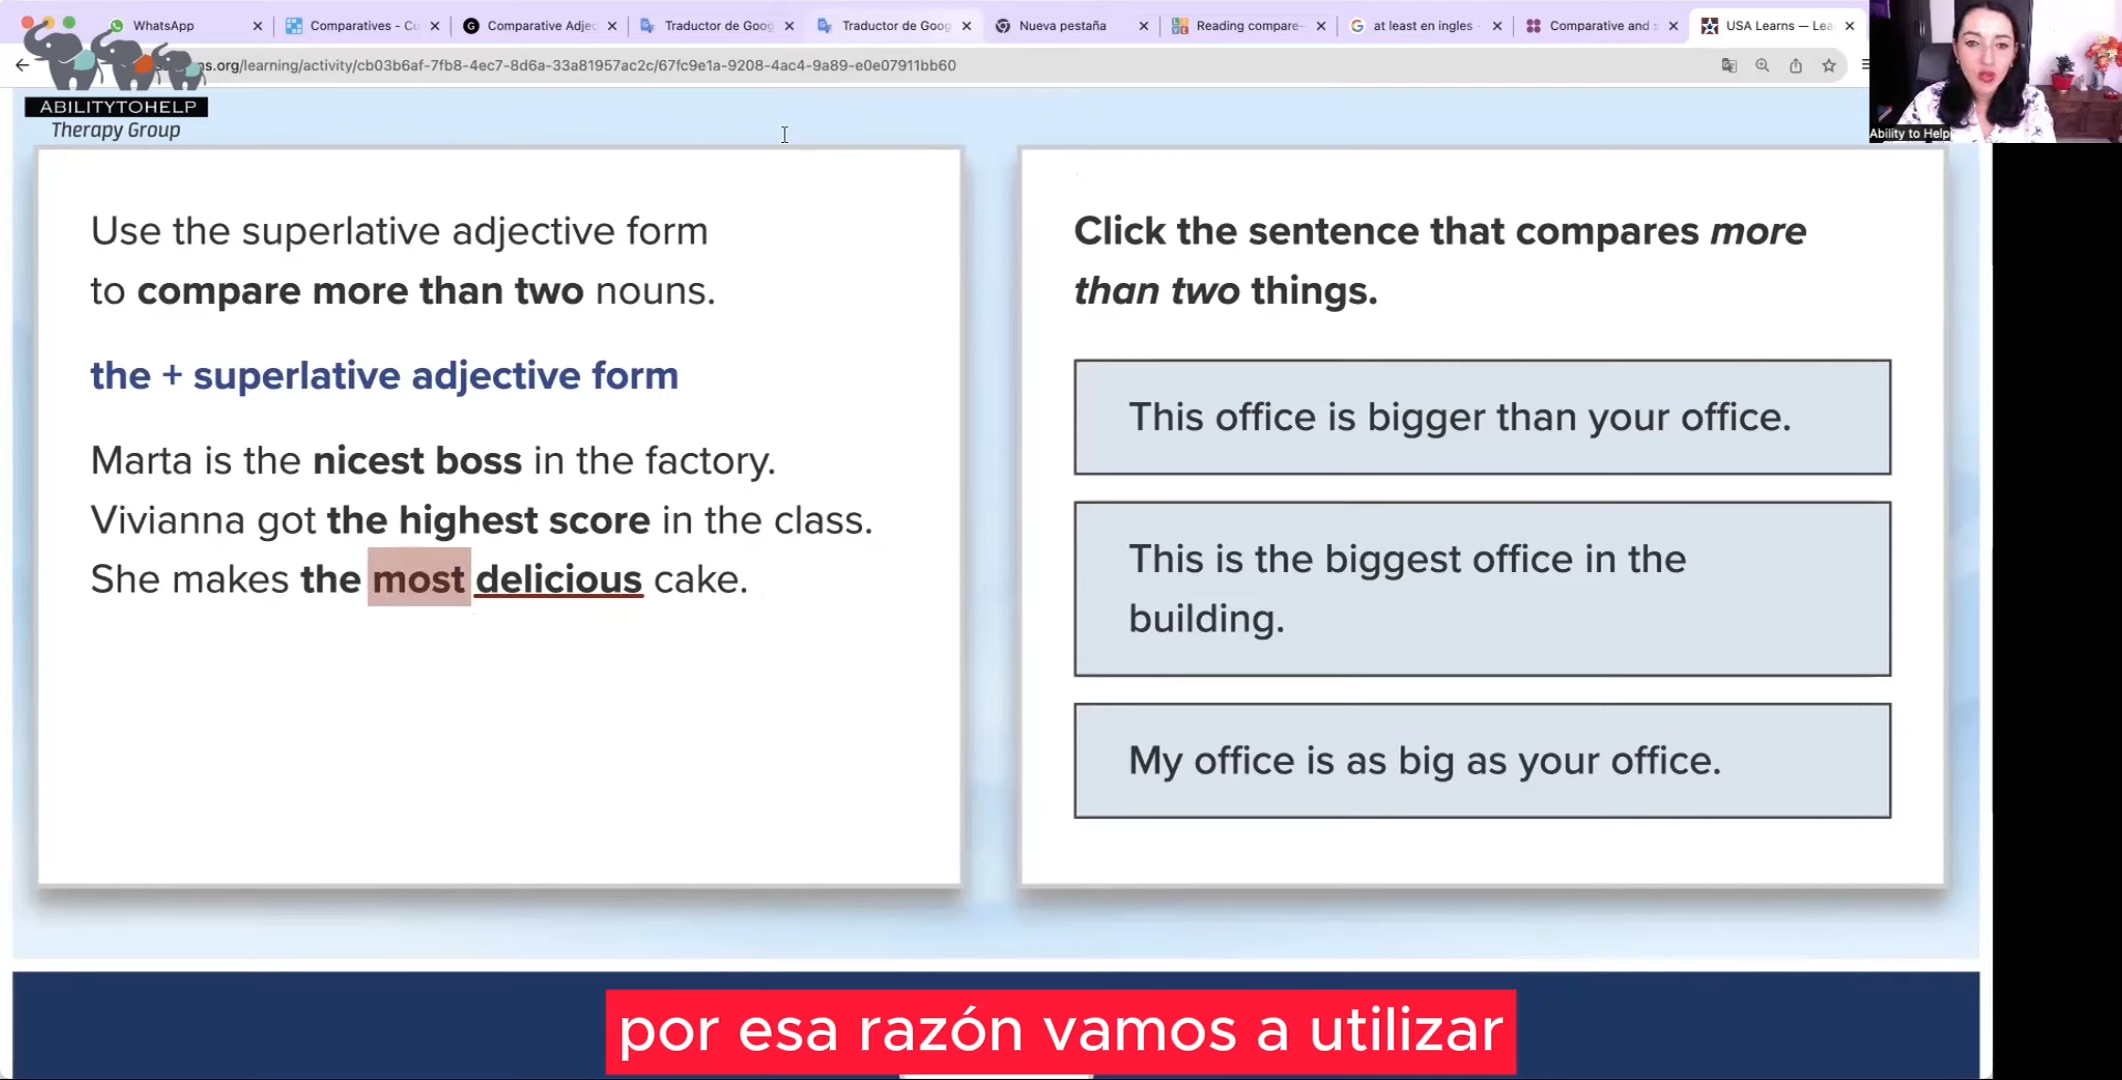 WhatsApp
Comparatives - Cu
Comparative Adjec
Traductor de Goog
Traductor de Goog
Nueva pestaña
Reading compare-
at least en ingles -
Comparative and s
USA Learns — Lea
ns.org/learning/activity/cb03b6af-7fb8-4ec7-8d6a-33a81957ac2c/67fc9e1a-9208-4ac4-9a89-e0e07911bb60
ABILITYTOHELP
Therapy Group
Ability to Help
Use the superlative adjective form
to compare more than two nouns.
the + superlative adjective form
Marta is the nicest boss in the factory.
Vivianna got the highest score in the class.
She makes the most delicious cake.
Click the sentence that compares more
than two things.
This office is bigger than your office.
This is the biggest office in the
building.
My office is as big as your office.
por esa razón vamos a utilizar